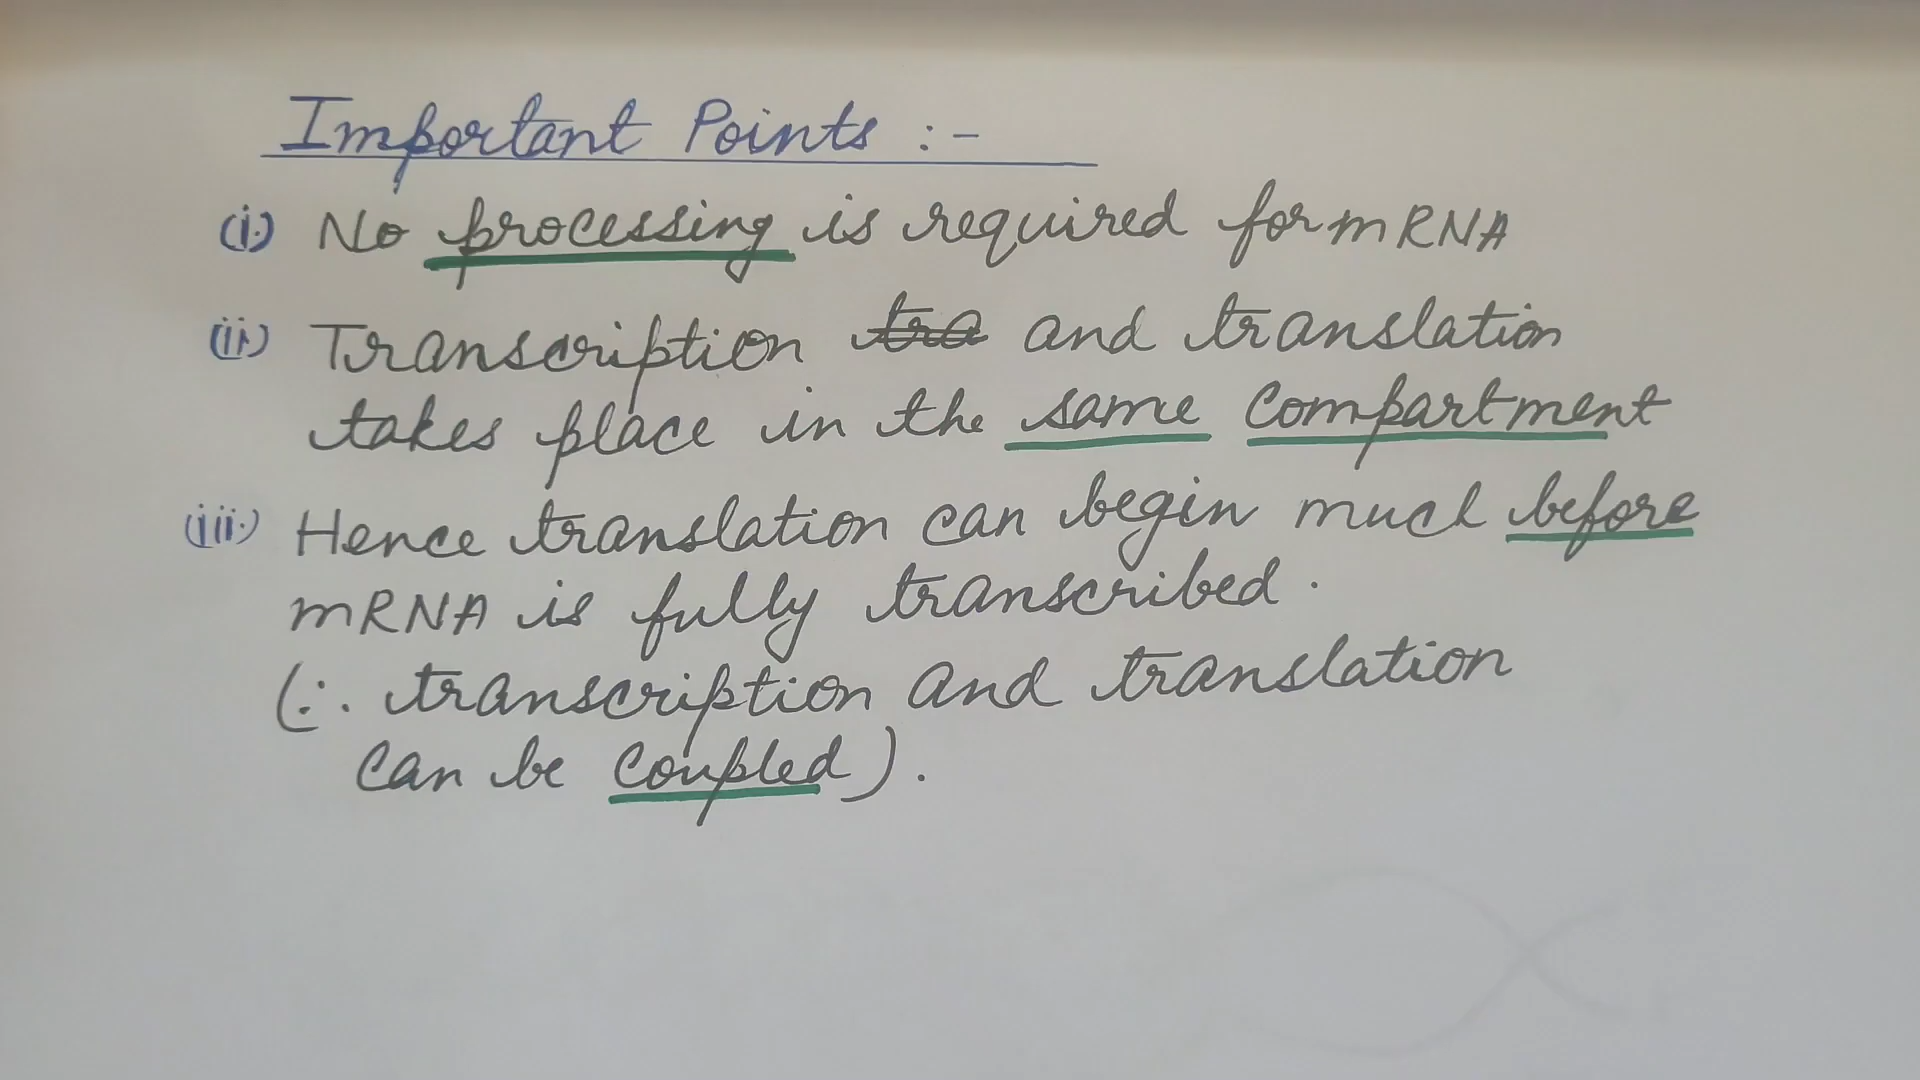 Important Points :-
(i.) No processing is required for mRNA
(ii.) Transcription tra and translation
takes place in the same compartment
(iii.) Hence translation can begin much before
mRNA is fully transcribed.
(∴ transcription and translation
can be coupled).